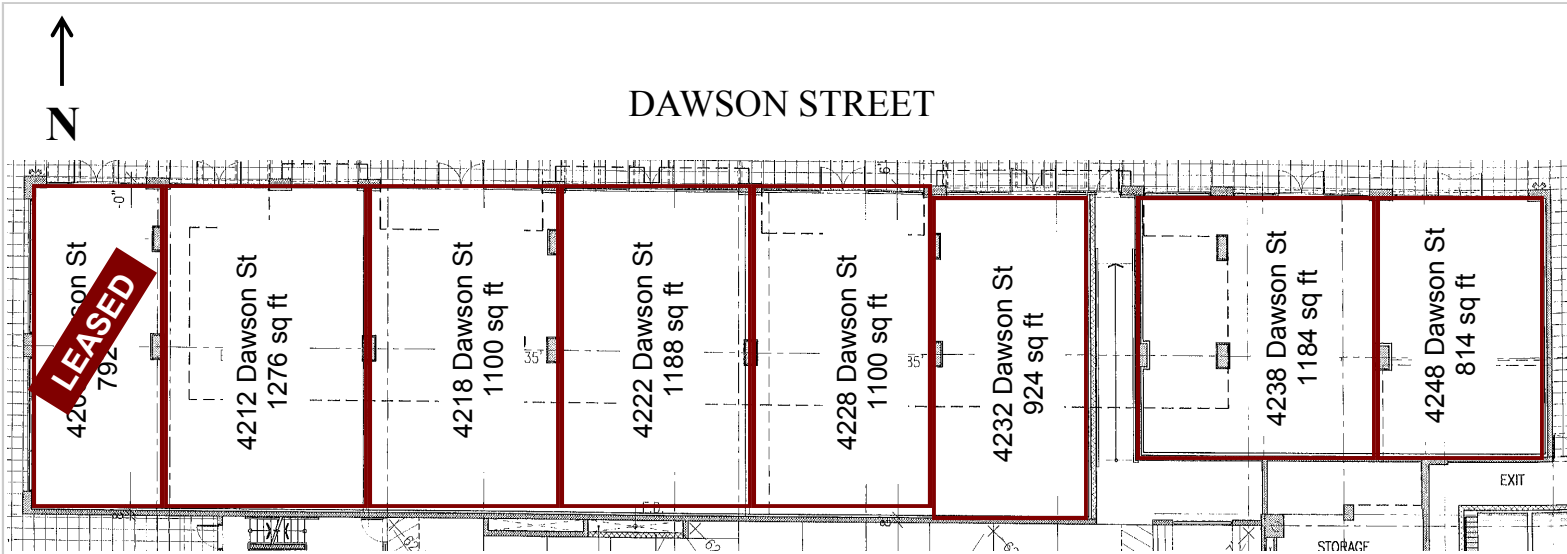 N
DAWSON STREET
LEASED
792
4212 Dawson St
1276 sq ft
4218 Dawson St
1100 sq ft
4222 Dawson St
1188 sq ft
4228 Dawson St
1100 sq ft
4232 Dawson St
924 sq ft
4238 Dawson St
1184 sq ft
4248 Dawson St
814 sq ft
35'
35'
EXIT
STORAGE